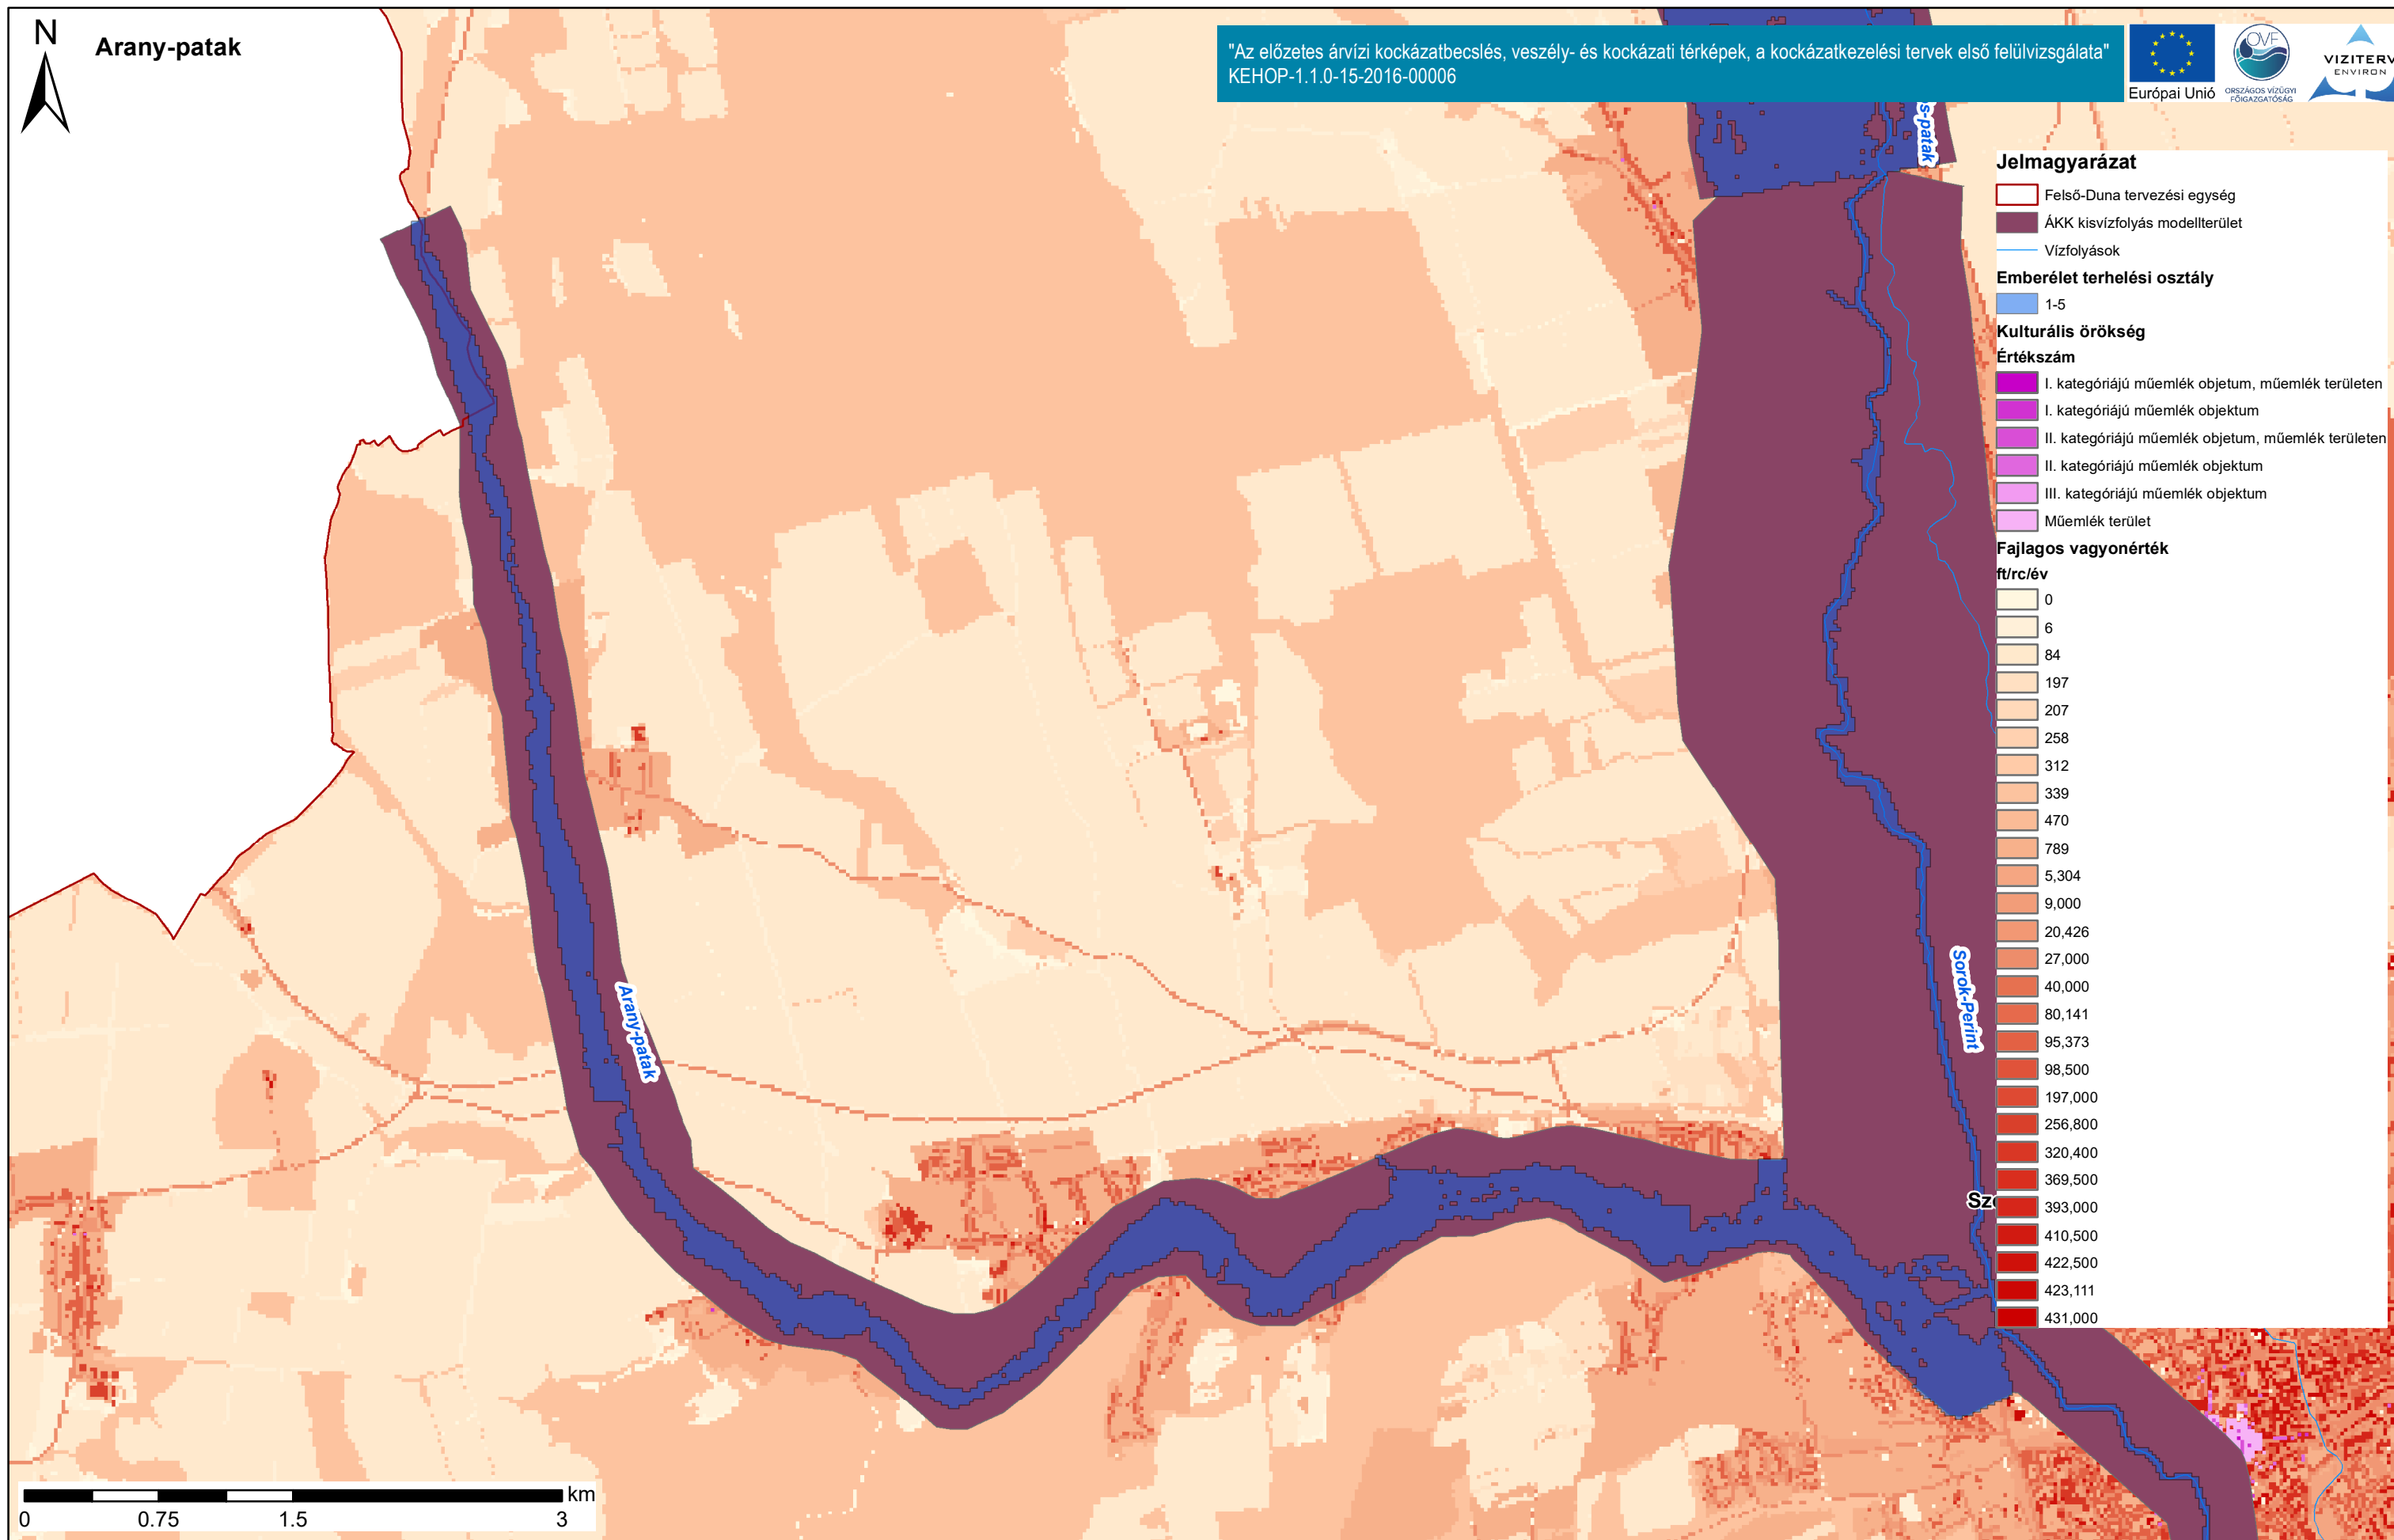 N
Arany-patak
"Az előzetes árvízi kockázatbecslés, veszély- és kockázati térképek, a kockázatkezelési tervek első felülvizsgálata"
KEHOP-1.1.0-15-2016-00006
Európai Unió
OVF
ORSZÁGOS VÍZÜGYI
FŐIGAZGATÓSÁG
VIZITERV
ENVIRON
s-patak
Jelmagyarázat
Felső-Duna tervezési egység
ÁKK kisvízfolyás modellterület
Vízfolyások
Emberélet terhelési osztály
1-5
Kulturális örökség
Értékszám
I. kategóriájú műemlék objetum, műemlék területen
I. kategóriájú műemlék objektum
II. kategóriájú műemlék objetum, műemlék területen
II. kategóriájú műemlék objektum
III. kategóriájú műemlék objektum
Műemlék terület
Fajlagos vagyonérték
ft/rc/év
0
6
84
197
207
258
312
339
470
789
5,304
9,000
20,426
27,000
40,000
80,141
95,373
98,500
197,000
256,800
320,400
369,500
393,000
410,500
422,500
423,111
431,000
Arany-patak
Sorok-Perint
Sz
km
0
0.75
1.5
3